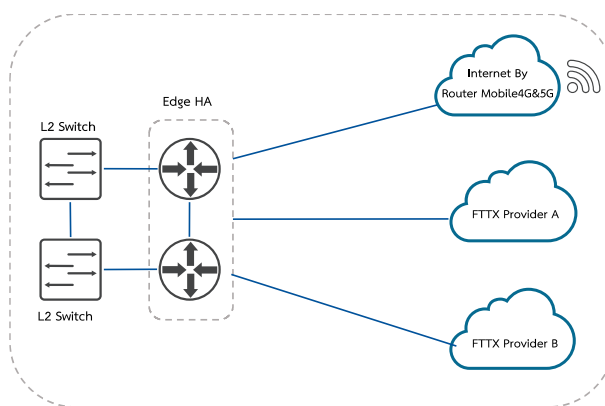 Internet By
Router Mobile4G&5G
Edge HA
L2 Switch
FTTX Provider A
L2 Switch
FTTX Provider B